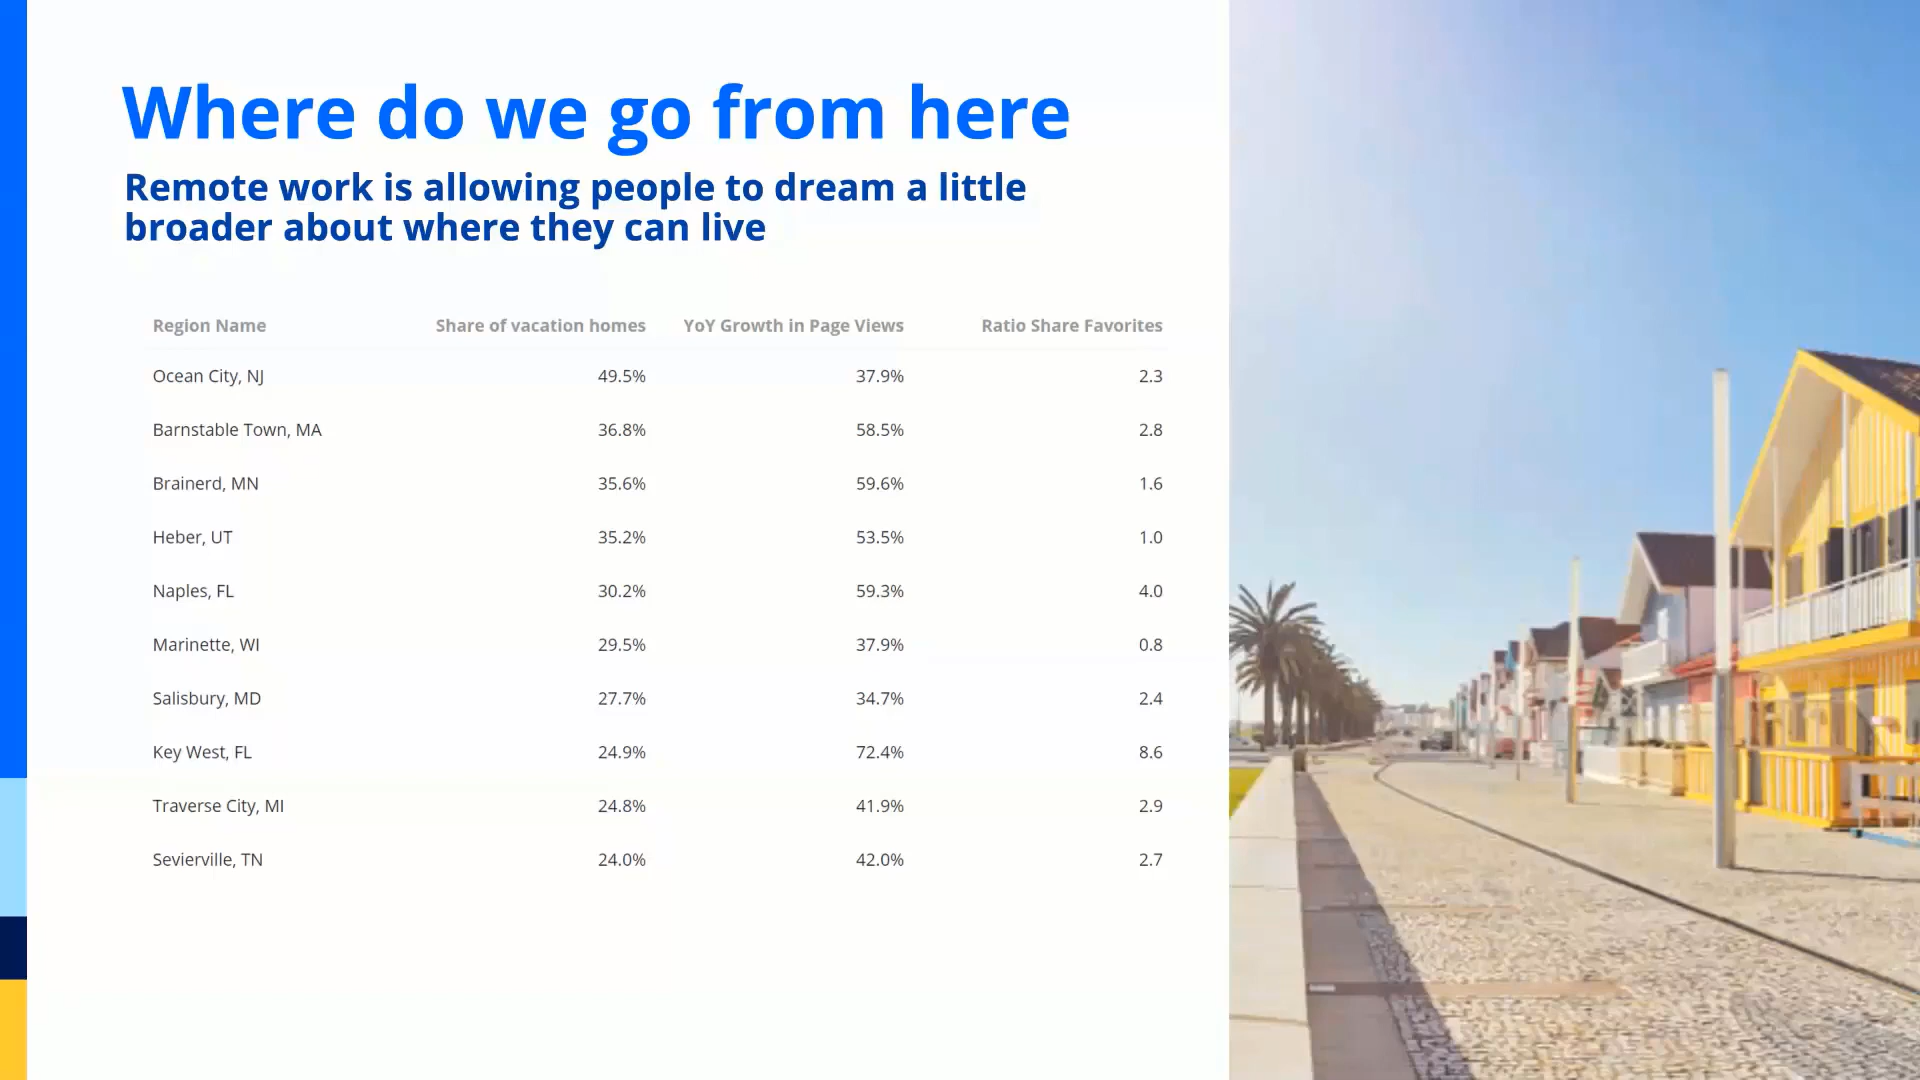 Where do we go from here
Remote work is allowing people to dream a little
broader about where they can live
Region Name Share of vacation homes YoY Growth in Page Views Ratio Share Favorites
Ocean City, NJ 49.5% 37.9% 2.3
Barnstable Town, MA 36.8% 58.5% 2.8
Brainerd, MN 35.6% 59.6% 1.6
Heber, UT 35.2% 53.5% 1.0
Naples, FL 30.2% 59.3% 4.0
Marinette, WI 29.5% 37.9% 0.8
Salisbury, MD 27.7% 34.7% 2.4
Key West, FL 24.9% 72.4% 8.6
Traverse City, MI 24.8% 41.9% 2.9
Sevierville, TN 24.0% 42.0% 2.7